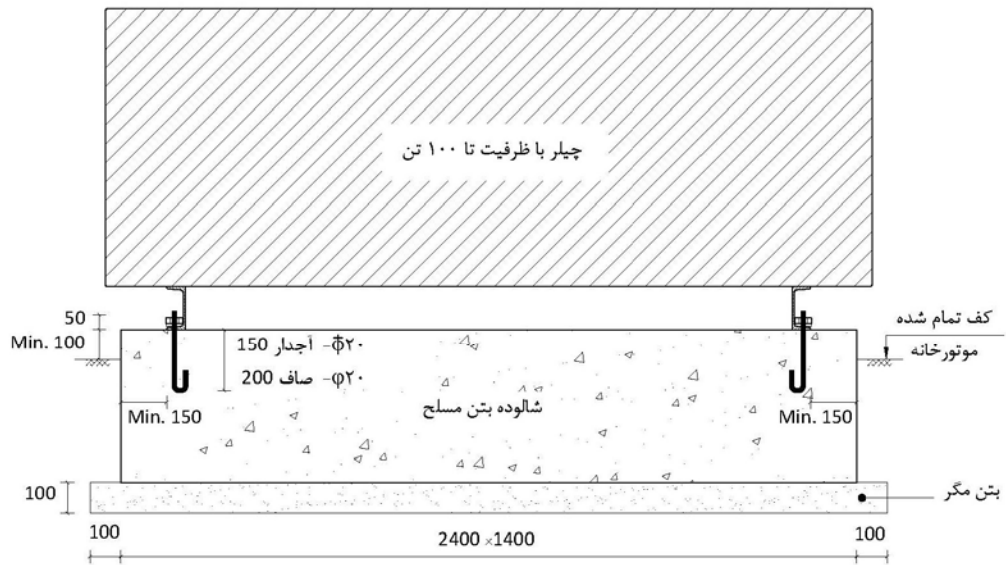 چیلر با ظرفیت تا ۱۰۰ تن
50
Min. 100
کف تمام شده
موتورخانه
ϕ۲۰- آجدار 150
φ۲۰- صاف 200
شالوده بتن مسلح
Min. 150
Min. 150
100
بتن مگر
100
2400 ×1400
100